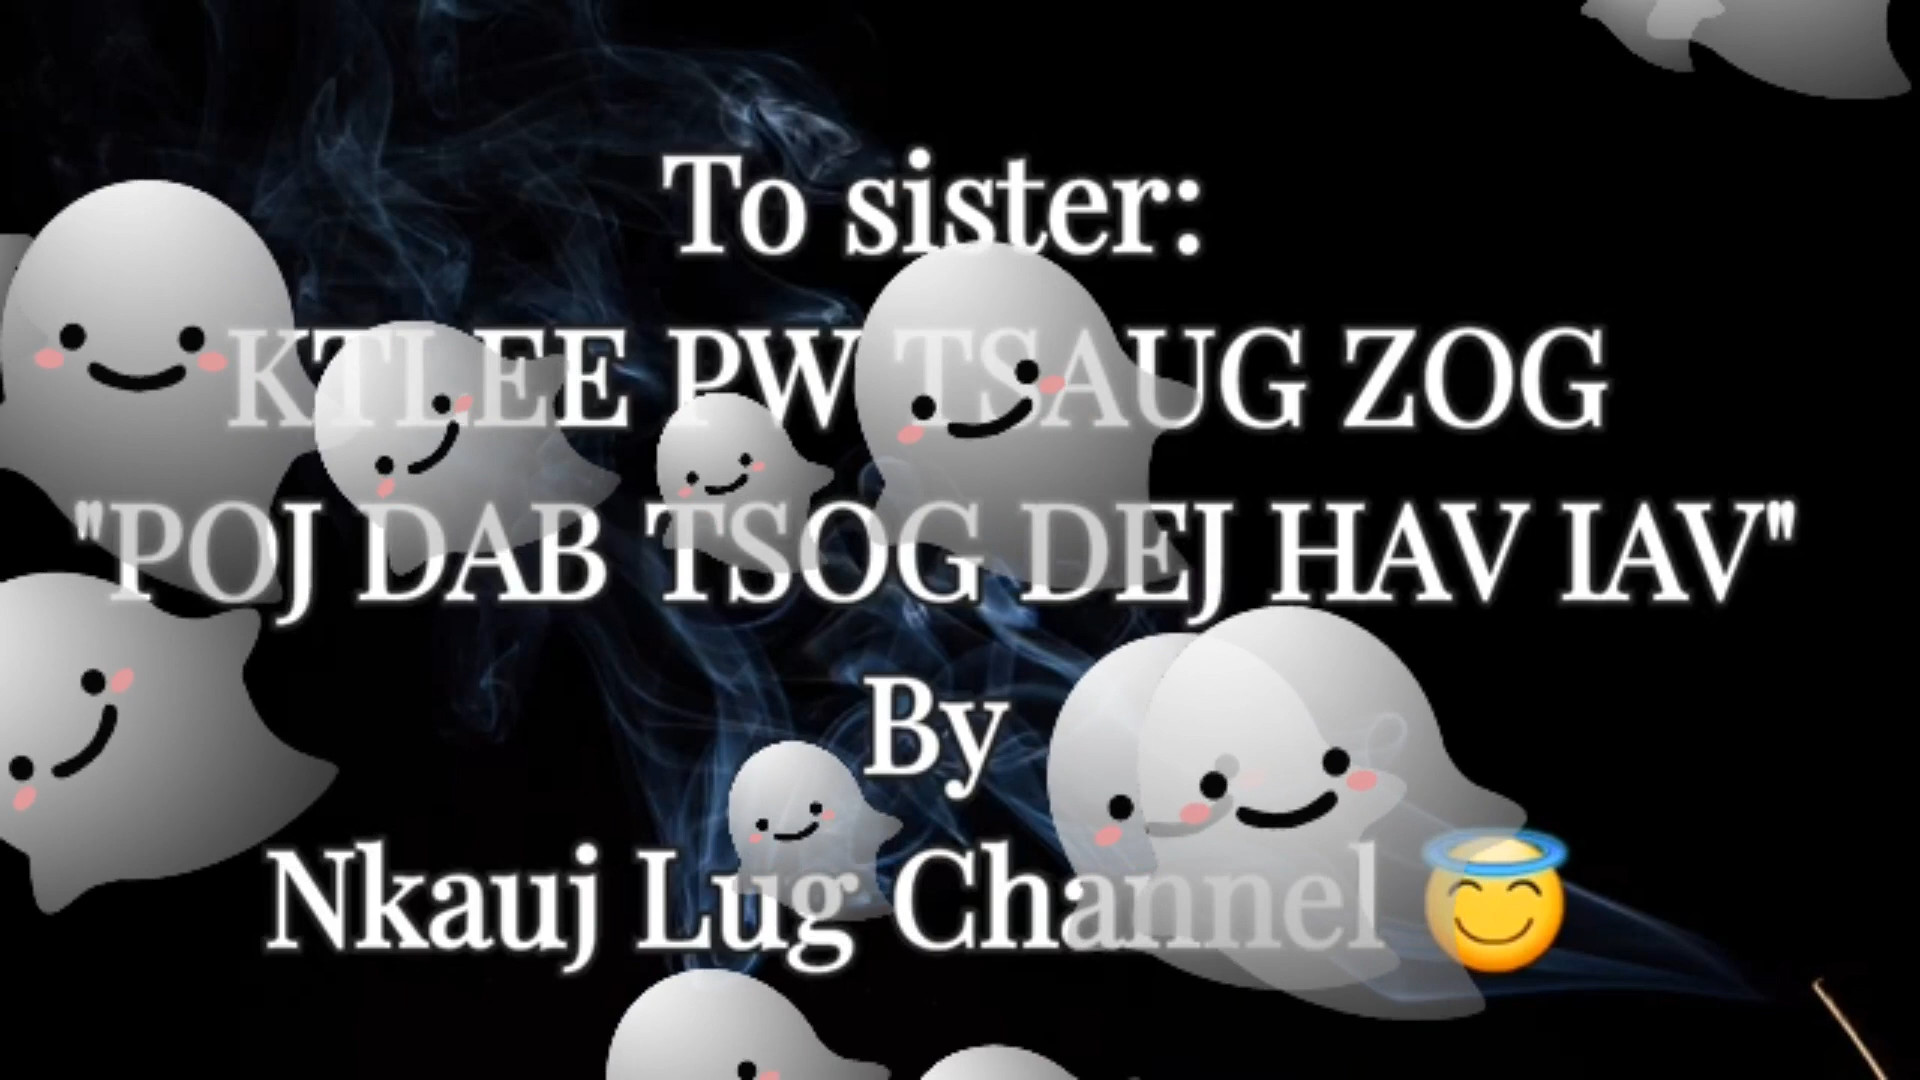 To sister:
KTLEE PW TSAUG ZOG
"POJ DAB TSOG DEJ HAV IAV"
By
Nkauj Lug Channel 😇